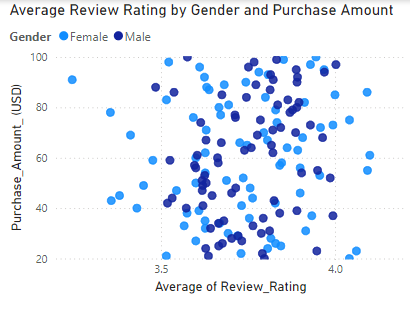 Average Review Rating by Gender and Purchase Amount
Gender Female Male
100
80
60
40
20
Purchase_Amount_ (USD)
3.5 4.0
Average of Review_Rating